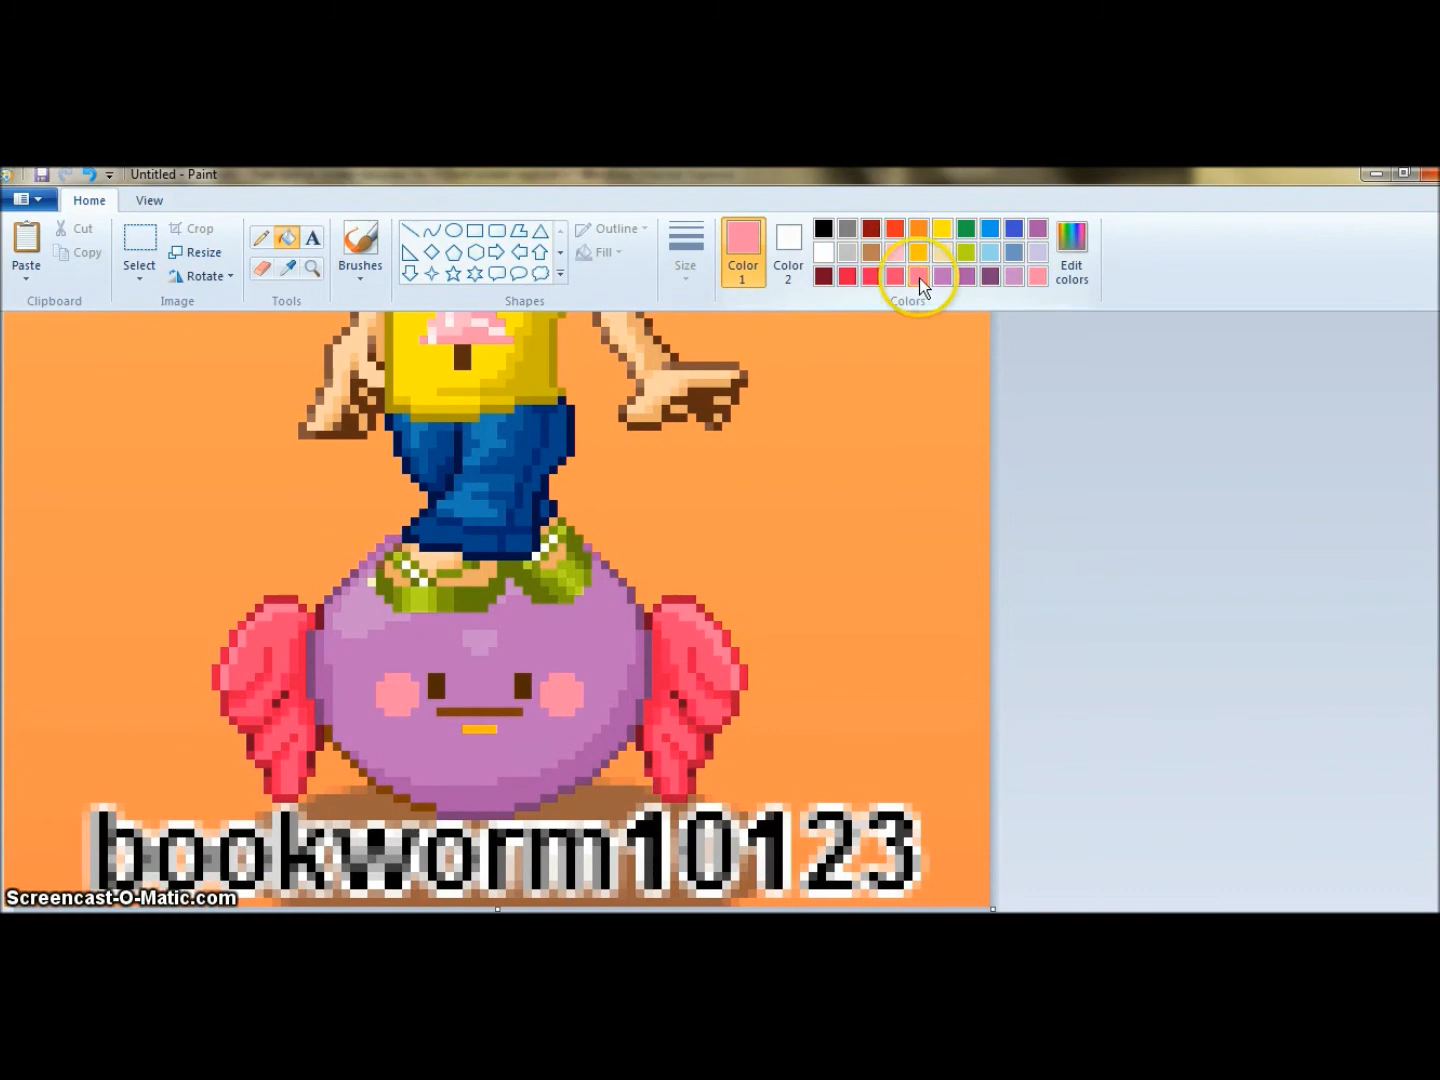 Untitled - Paint
Home View
Paste Cut Copy
Clipboard
Select Crop Resize Rotate
Image
A
Tools
Brushes
Outline Fill
Shapes
Size
Color 1
Color 2
Colors
Edit colors
bookworm10123
Screencast-O-Matic.com